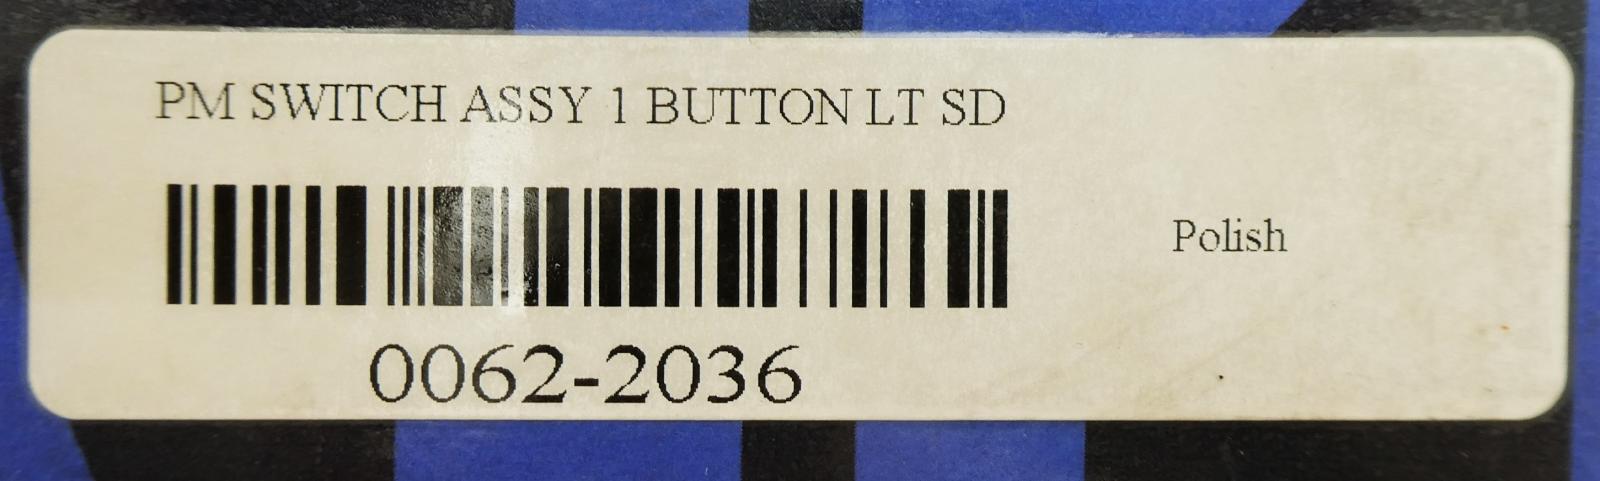 PM SWITCH ASSY 1 BUTTON LT SD
Polish
0062-2036